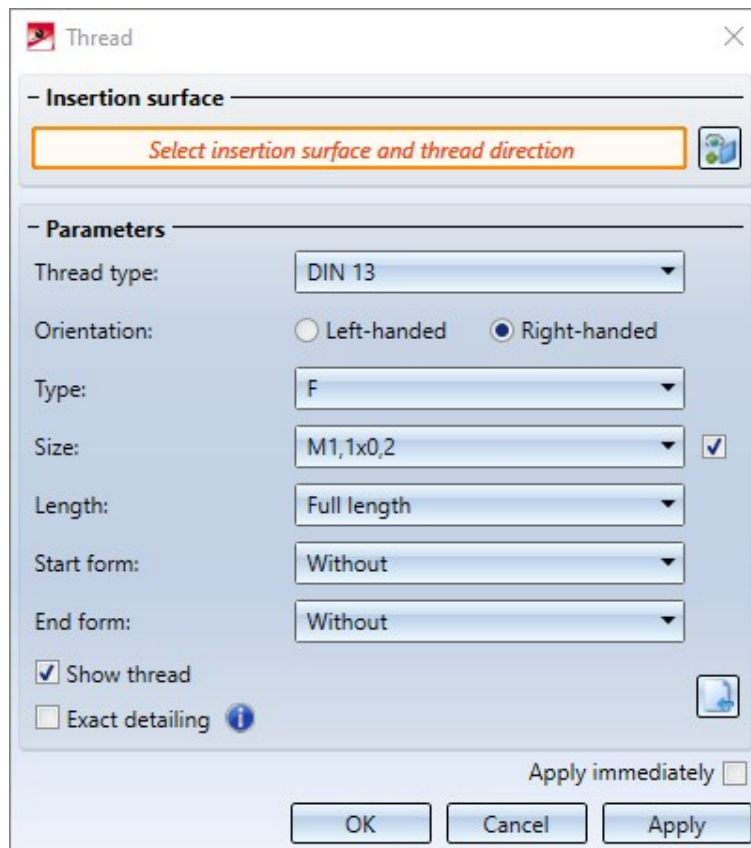 Thread
Insertion surface
Select insertion surface and thread direction
Parameters
Thread type: DIN 13
Orientation: Left-handed Right-handed
Type: F
Size: M1,1x0,2
Length: Full length
Start form: Without
End form: Without
Show thread
Exact detailing
Apply immediately
OK Cancel Apply